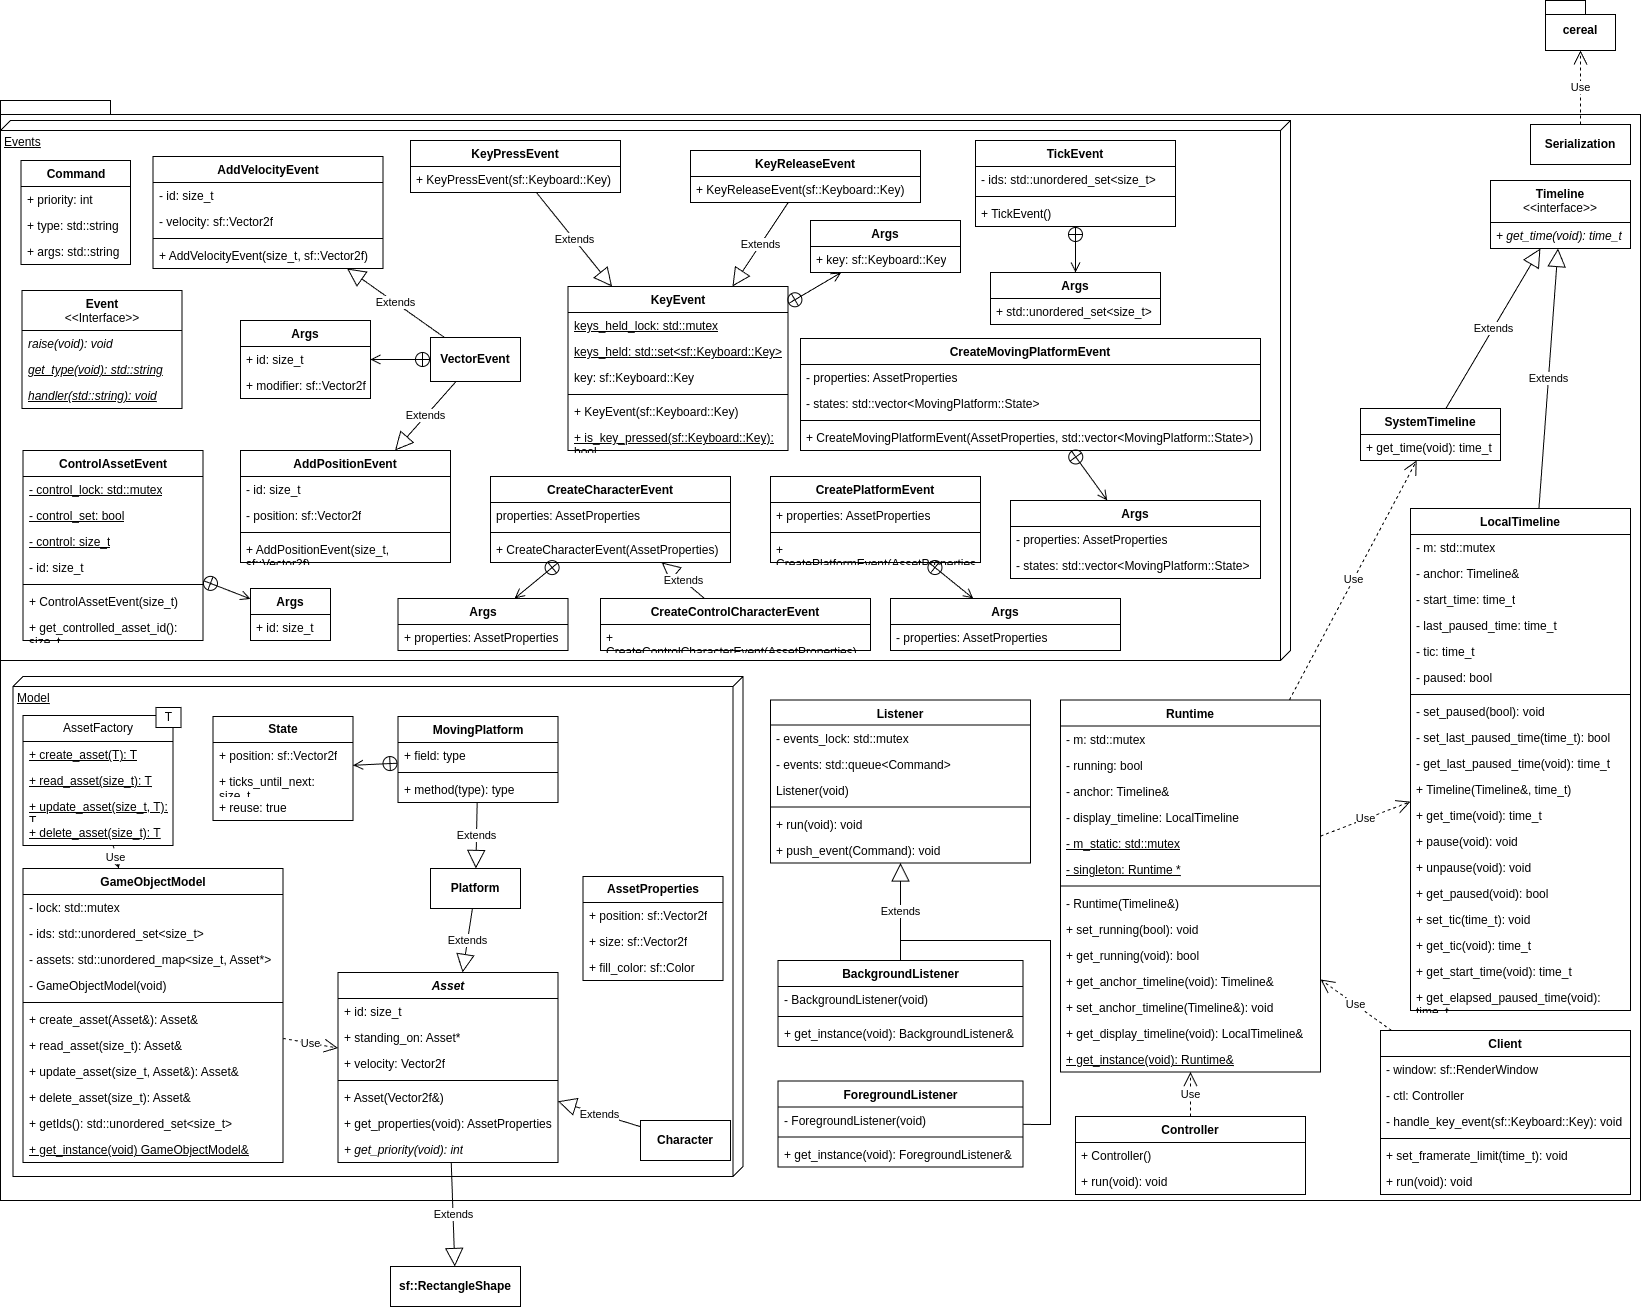 cereal
Use
Serialization
Events
Command
+ priority: int
+ type: std::string
+ args: std::string
AddVelocityEvent
- id: size_t
- velocity: sf::Vector2f
+ AddVelocityEvent(size_t, sf::Vector2f)
KeyPressEvent
+ KeyPressEvent(sf::Keyboard::Key)
Extends
KeyReleaseEvent
+ KeyReleaseEvent(sf::Keyboard::Key)
Extends
TickEvent
- ids: std::unordered_set<size_t>
+ TickEvent()
Args
+ key: sf::Keyboard::Key
Args
+ std::unordered_set<size_t>
Event
<<Interface>>
raise(void): void
get_type(void): std::string
handler(std::string): void
Extends
Args
+ id: size_t
+ modifier: sf::Vector2f
VectorEvent
Extends
KeyEvent
keys_held_lock: std::mutex
keys_held: std::set<sf::Keyboard::Key>
key: sf::Keyboard::Key
+ KeyEvent(sf::Keyboard::Key)
+ is_key_pressed(sf::Keyboard::Key):
bool
CreateMovingPlatformEvent
- properties: AssetProperties
- states: std::vector<MovingPlatform::State>
+ CreateMovingPlatformEvent(AssetProperties, std::vector<MovingPlatform::State>)
ControlAssetEvent
- control_lock: std::mutex
- control_set: bool
- control: size_t
- id: size_t
+ ControlAssetEvent(size_t)
+ get_controlled_asset_id():
size_t
Args
+ id: size_t
AddPositionEvent
- id: size_t
- position: sf::Vector2f
+ AddPositionEvent(size_t,
sf::Vector2f)
CreateCharacterEvent
properties: AssetProperties
+ CreateCharacterEvent(AssetProperties)
Args
+ properties: AssetProperties
Extends
CreateControlCharacterEvent
+
CreateControlCharacterEvent(AssetProperties)
CreatePlatformEvent
+ properties: AssetProperties
+
CreatePlatformEvent(AssetProperties
Args
- properties: AssetProperties
Args
- properties: AssetProperties
- states: std::vector<MovingPlatform::State>
Timeline
<<interface>>
+ get_time(void): time_t
Extends
Extends
SystemTimeline
+ get_time(void): time_t
Use
LocalTimeline
- m: std::mutex
- anchor: Timeline&
- start_time: time_t
- last_paused_time: time_t
- tic: time_t
- paused: bool
- set_paused(bool): void
- set_last_paused_time(time_t): bool
- get_last_paused_time(void): time_t
+ Timeline(Timeline&, time_t)
+ get_time(void): time_t
+ pause(void): void
+ unpause(void): void
+ get_paused(void): bool
+ set_tic(time_t): void
+ get_tic(void): time_t
+ get_start_time(void): time_t
+ get_elapsed_paused_time(void):
time_t
Model
T
AssetFactory
+ create_asset(T): T
+ read_asset(size_t): T
+ update_asset(size_t, T):
T
+ delete_asset(size_t): T
Use
State
+ position: sf::Vector2f
+ ticks_until_next:
size_t
+ reuse: true
MovingPlatform
+ field: type
+ method(type): type
Extends
Platform
Extends
GameObjectModel
- lock: std::mutex
- ids: std::unordered_set<size_t>
- assets: std::unordered_map<size_t, Asset*>
- GameObjectModel(void)
+ create_asset(Asset&): Asset&
+ read_asset(size_t): Asset&
+ update_asset(size_t, Asset&): Asset&
+ delete_asset(size_t): Asset&
+ getIds(): std::unordered_set<size_t>
+ get_instance(void) GameObjectModel&
Use
AssetProperties
+ position: sf::Vector2f
+ size: sf::Vector2f
+ fill_color: sf::Color
Asset
+ id: size_t
+ standing_on: Asset*
+ velocity: Vector2f
+ Asset(Vector2f&)
+ get_properties(void): AssetProperties
+ get_priority(void): int
Extends
Character
Extends
sf::RectangleShape
Listener
- events_lock: std::mutex
- events: std::queue<Command>
Listener(void)
+ run(void): void
+ push_event(Command): void
Extends
BackgroundListener
- BackgroundListener(void)
+ get_instance(void): BackgroundListener&
ForegroundListener
- ForegroundListener(void)
+ get_instance(void): ForegroundListener&
Runtime
- m: std::mutex
- running: bool
- anchor: Timeline&
- display_timeline: LocalTimeline
- m_static: std::mutex
- singleton: Runtime *
- Runtime(Timeline&)
+ set_running(bool): void
+ get_running(void): bool
+ get_anchor_timeline(void): Timeline&
+ set_anchor_timeline(Timeline&): void
+ get_display_timeline(void): LocalTimeline&
+ get_instance(void): Runtime&
Use
Use
Use
Controller
+ Controller()
+ run(void): void
Client
- window: sf::RenderWindow
- ctl: Controller
- handle_key_event(sf::Keyboard::Key): void
+ set_framerate_limit(time_t): void
+ run(void): void